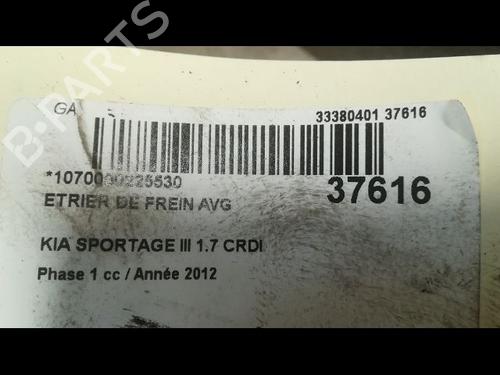 GA
33380401 37616
*1070000225530
37616
ETRIER DE FREIN AVG
KIA SPORTAGE III 1.7 CRDI
Phase 1 cc / Année 2012
B-PARTS